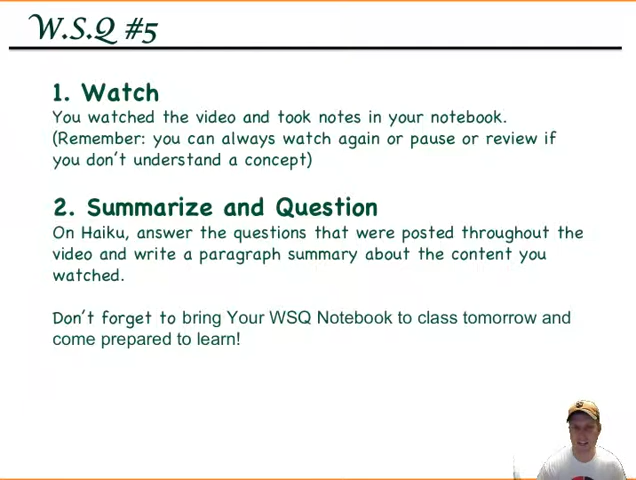 W.S.Q #5
1. Watch
You watched the video and took notes in your notebook.
(Remember: you can always watch again or pause or review if
you don't understand a concept)
2. Summarize and Question
On Haiku, answer the questions that were posted throughout the
video and write a paragraph summary about the content you
watched.
Don't forget to bring Your WSQ Notebook to class tomorrow and
come prepared to learn!